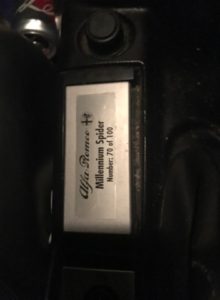 Alfa Romeo
Millennium Spider
Number: 70 of 100